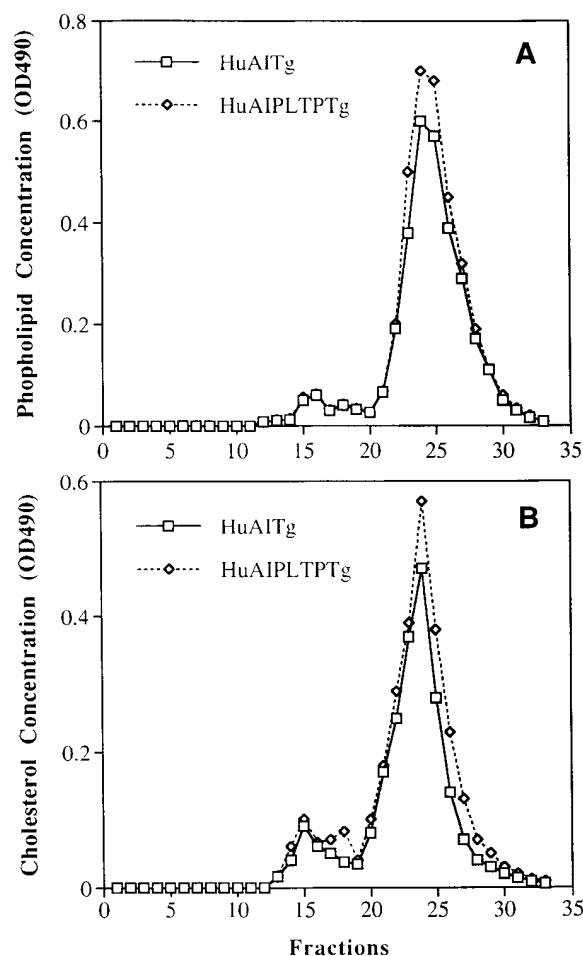 A
HuAITg
HuAIPLTPTg
Phopholipid Concentration (OD490)
0.8
0.6
0.4
0.2
0
0 5 10 15 20 25 30 35
B
HuAITg
HuAIPLTPTg
Cholesterol Concentration (OD490)
0.6
0.4
0.2
0
0 5 10 15 20 25 30 35
Fractions